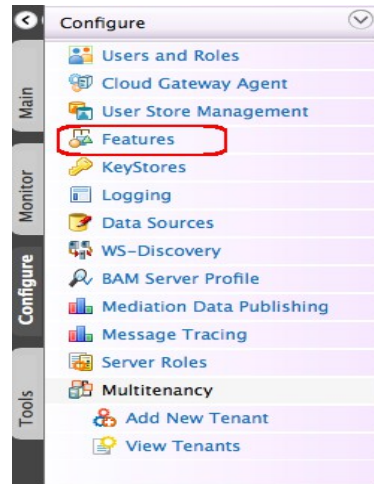 Configure
Users and Roles
Cloud Gateway Agent
User Store Management
Features
KeyStores
Logging
Data Sources
WS-Discovery
BAM Server Profile
Mediation Data Publishing
Message Tracing
Server Roles
Multitenancy
Add New Tenant
View Tenants
Main
Monitor
Configure
Tools